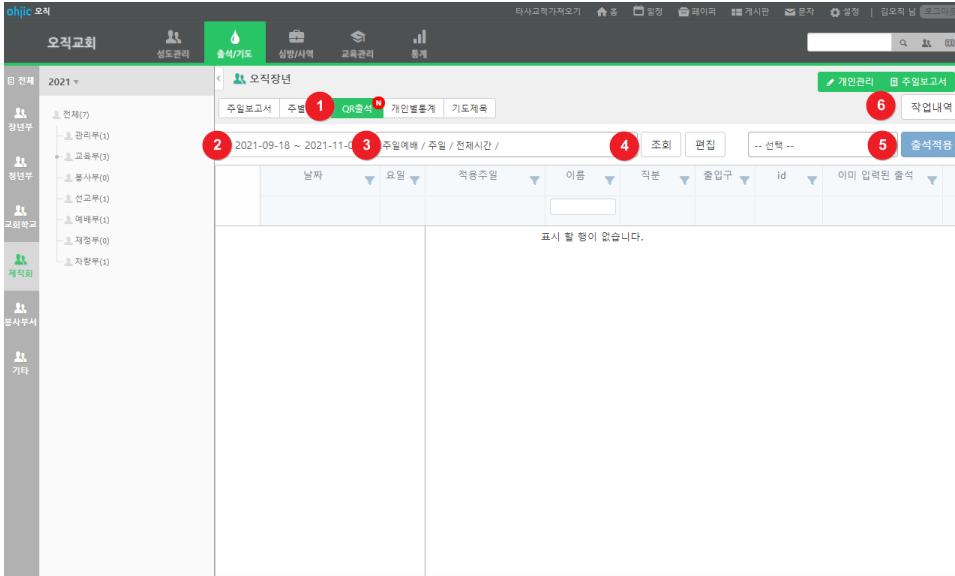 ohjic 오직
타사교적가져오기 홈 일정 페이퍼 게시판 문자 설정 | 김오직 님 로그아웃
오직교회 성도관리 출석/기도 심방/사역 교육관리 통계
전체 2021
오직장년
개인관리 주일보고서
주일보고서 주별 1 QR출석 N 개인별통계 기도제목 6 작업내역
2 2021-09-18 ~ 2021-11-0 3 주일예배 / 주일 / 전체시간 / 4 조회 편집 -- 선택 -- 5 출석적용
날짜 요일 적용주일 이름 직분 출입구 id 이미 입력된 출석
표시 할 행이 없습니다.
장년부
청년부
교회학교
제직회
봉사부서
기타
전체(7)
관리부(1)
교육부(3)
봉사부(0)
선교부(1)
예배부(1)
재정부(0)
차량부(1)